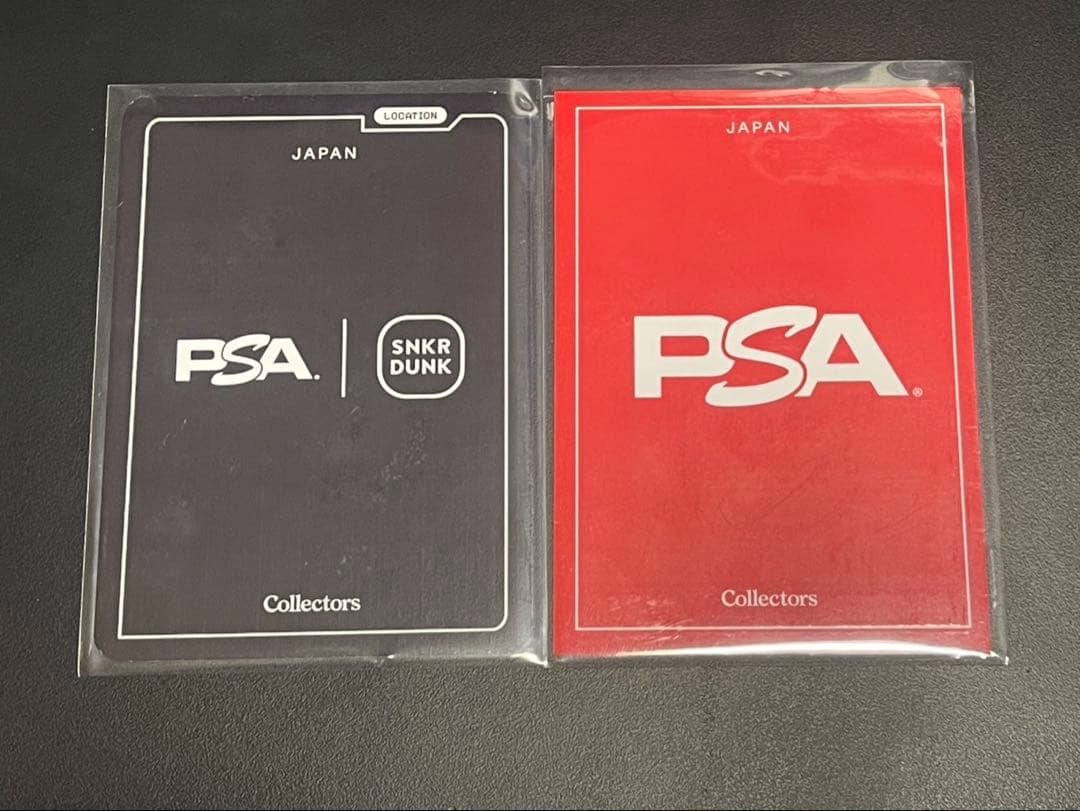 LOCATION
JAPAN
PSA.
SNKR
DUNK
Collectors
JAPAN
PSA®
Collectors